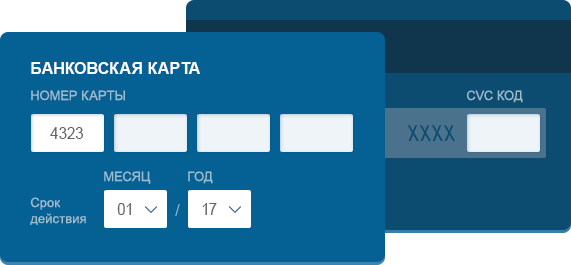 БАНКОВСКАЯ КАРТА
НОМЕР КАРТЫ
4323
МЕСЯЦ ГОД
Срок
действия
01 / 17
CVC КОД
XXXX